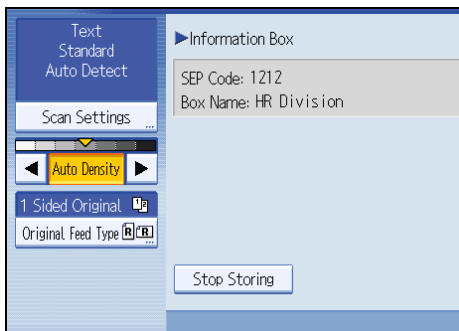 Text
Standard
Auto Detect
Scan Settings ...
◀ Auto Density ▶
1 Sided Original
Original Feed Type
▶Information Box
SEP Code: 1212
Box Name: HR Division
Stop Storing